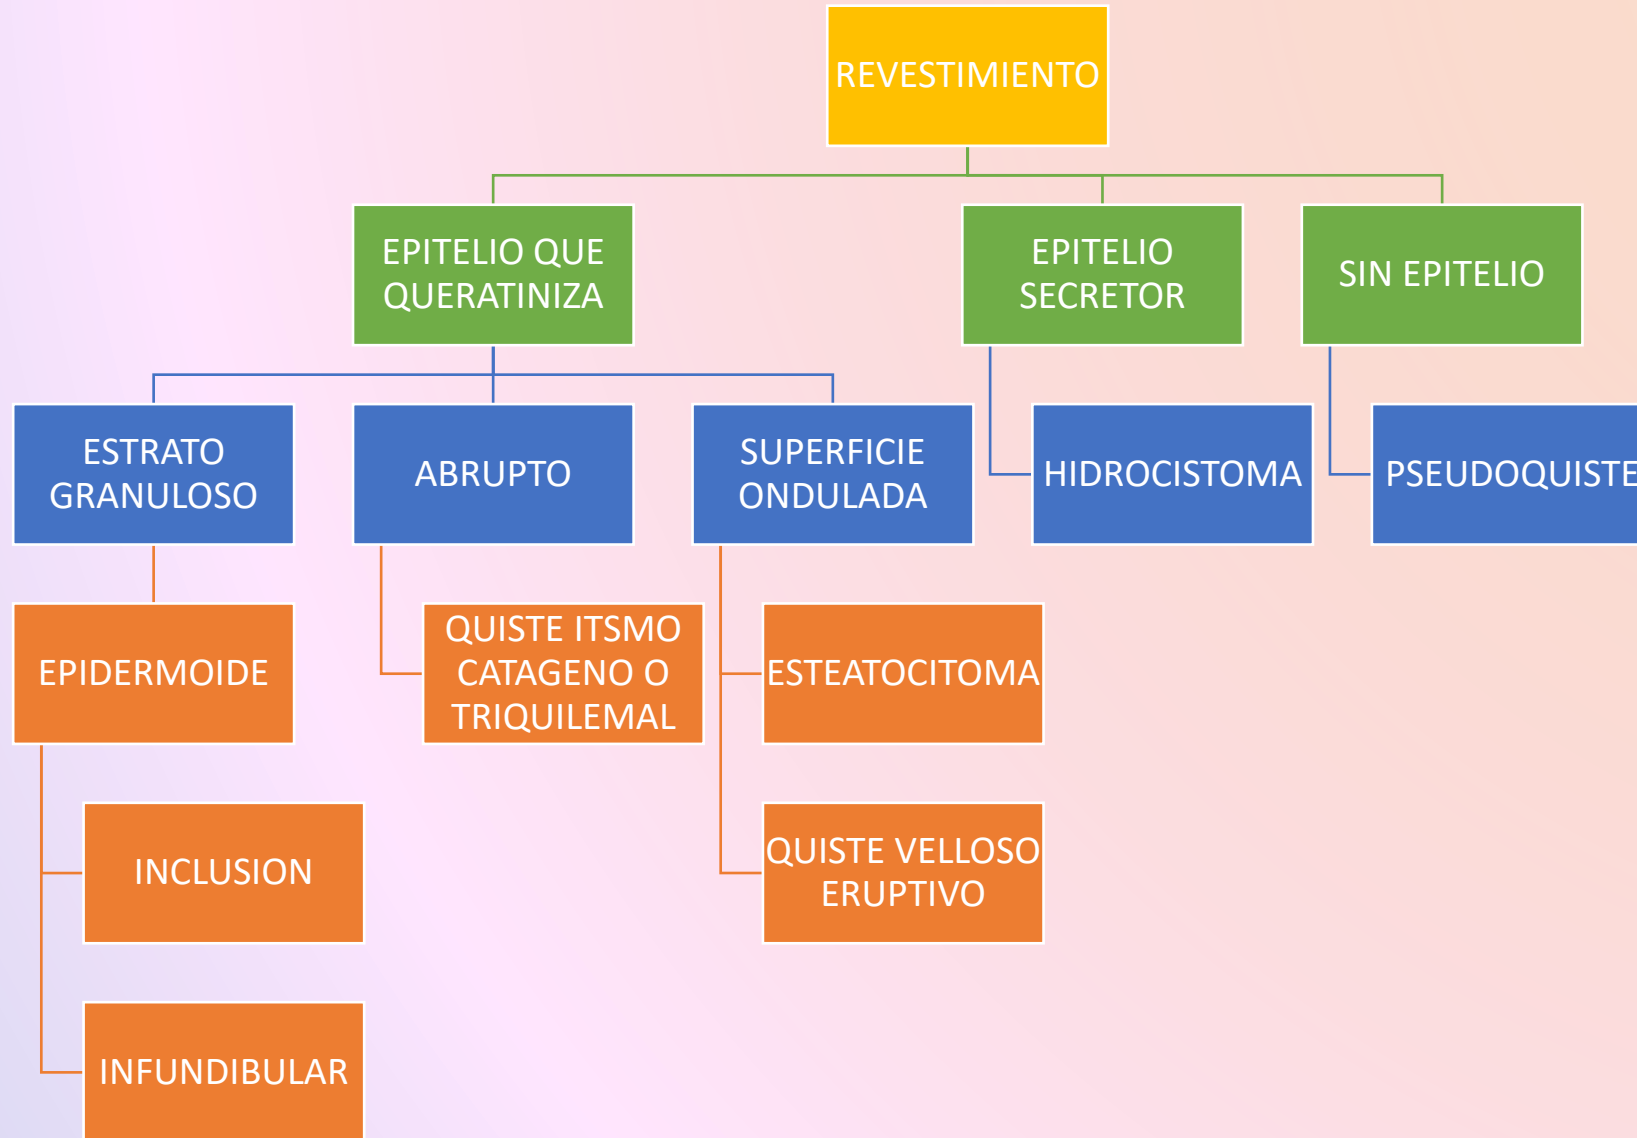 REVESTIMIENTO
EPITELIO QUE
QUERATINIZA
EPITELIO
SECRETOR
SIN EPITELIO
ESTRATO
GRANULOSO
ABRUPTO
SUPERFICIE
ONDULADA
HIDROCISTOMA
PSEUDOQUISTE
EPIDERMOIDE
QUISTE ITSMO
CATAGENO O
TRIQUILEMAL
ESTEATOCITOMA
INCLUSION
QUISTE VELLOSO
ERUPTIVO
INFUNDIBULAR